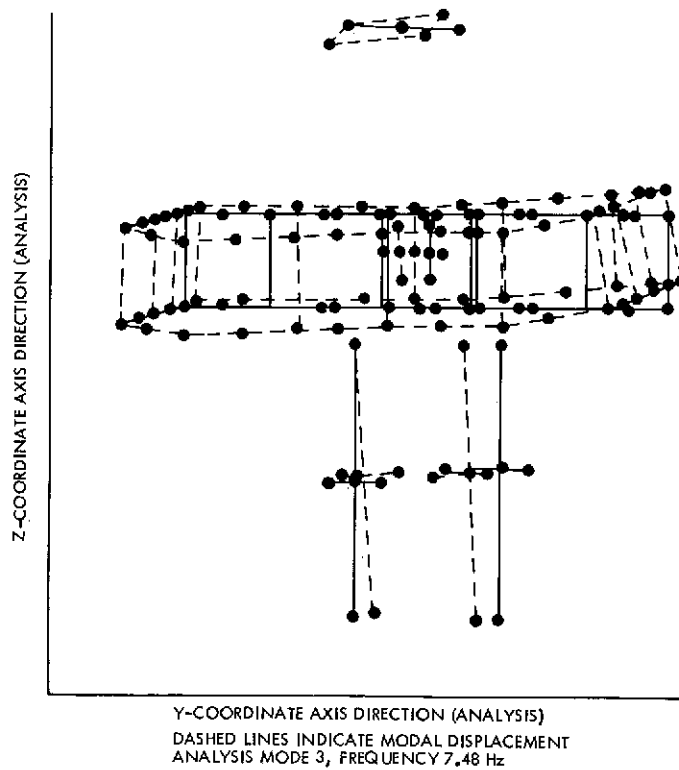 Z-COORDINATE AXIS DIRECTION (ANALYSIS)
Y-COORDINATE AXIS DIRECTION (ANALYSIS)
DASHED LINES INDICATE MODAL DISPLACEMENT
ANALYSIS MODE 3, FREQUENCY 7.48 Hz